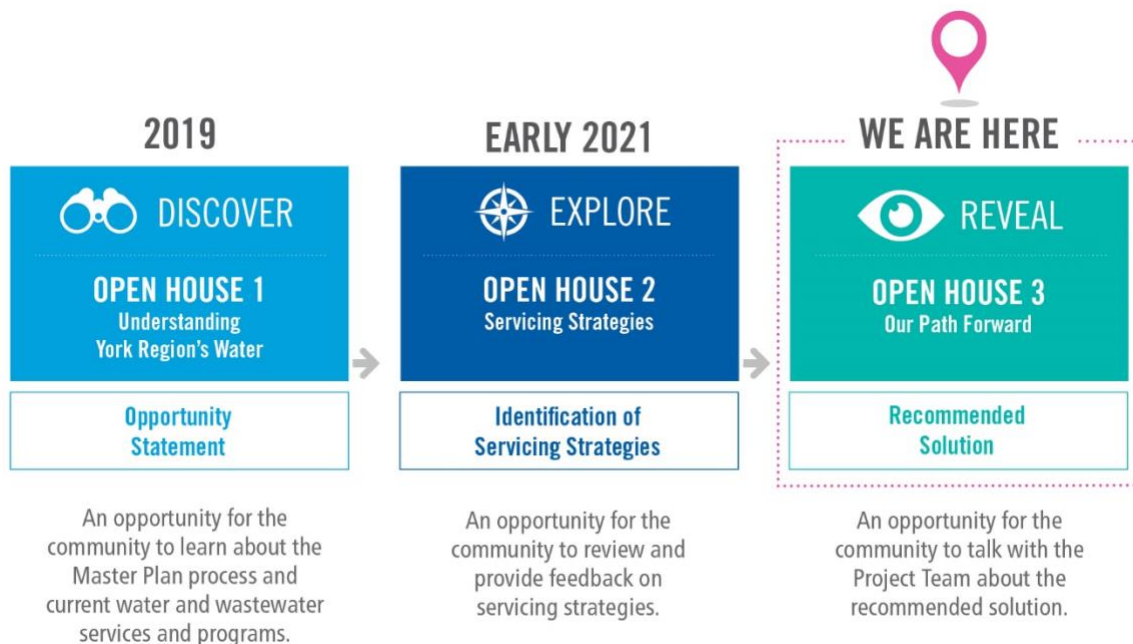 2019
DISCOVER
OPEN HOUSE 1
Understanding
York Region's Water
Opportunity
Statement
An opportunity for the
community to learn about the
Master Plan process and
current water and wastewater
services and programs.
EARLY 2021
EXPLORE
OPEN HOUSE 2
Servicing Strategies
Identification of
Servicing Strategies
An opportunity for the
community to review and
provide feedback on
servicing strategies.
WE ARE HERE
REVEAL
OPEN HOUSE 3
Our Path Forward
Recommended
Solution
An opportunity for the
community to talk with the
Project Team about the
recommended solution.